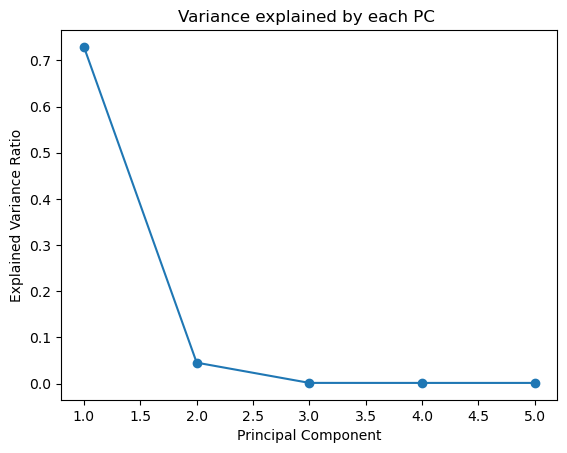 Variance explained by each PC
Explained Variance Ratio
0.7
0.6
0.5
0.4
0.3
0.2
0.1
0.0
1.0 1.5 2.0 2.5 3.0 3.5 4.0 4.5 5.0
Principal Component